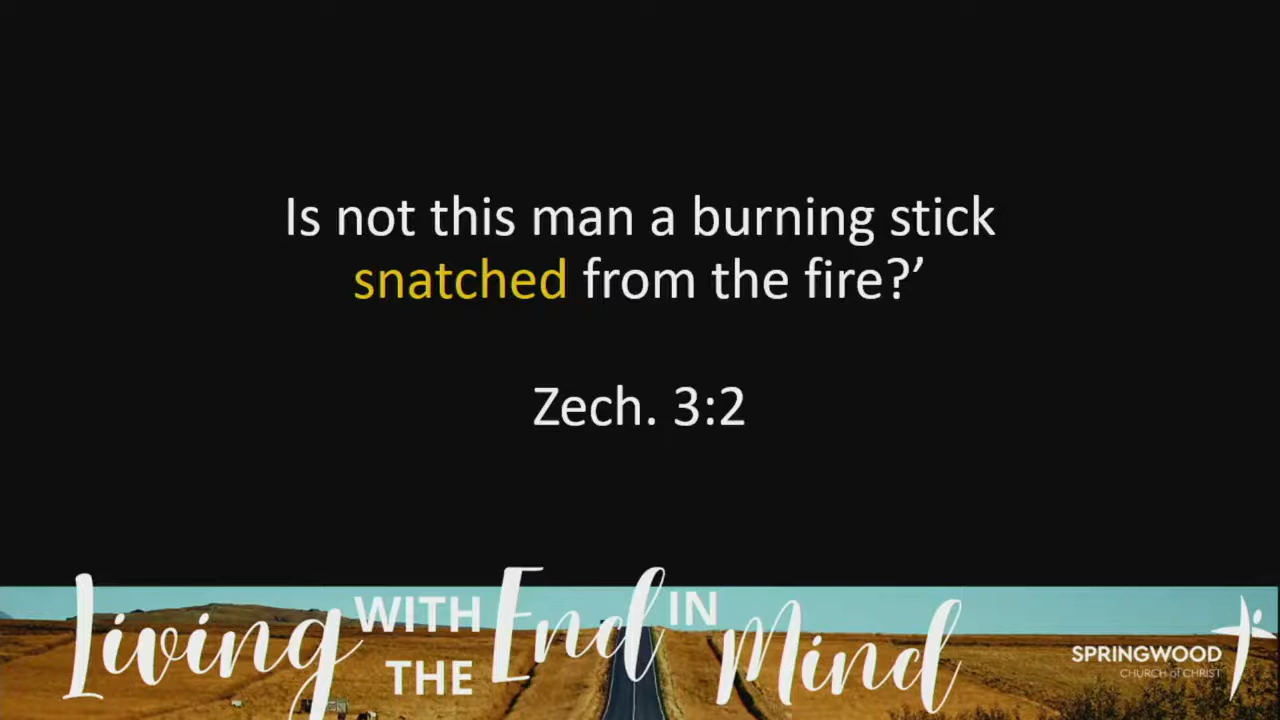 Is not this man a burning stick
snatched from the fire?’
Zech. 3:2
Living WITH THE End IN Mind
SPRINGWOOD
CHURCH of CHRIST